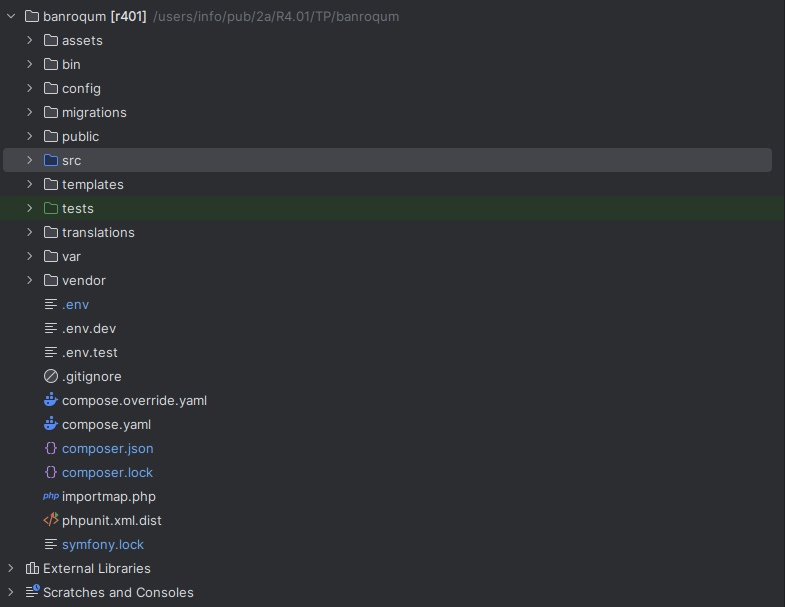 banroqum [r401] /users/info/pub/2a/R4.01/TP/banroqum
assets
bin
config
migrations
public
src
templates
tests
translations
var
vendor
.env
.env.dev
.env.test
.gitignore
compose.override.yaml
compose.yaml
composer.json
composer.lock
php importmap.php
phpunit.xml.dist
symfony.lock
External Libraries
Scratches and Consoles